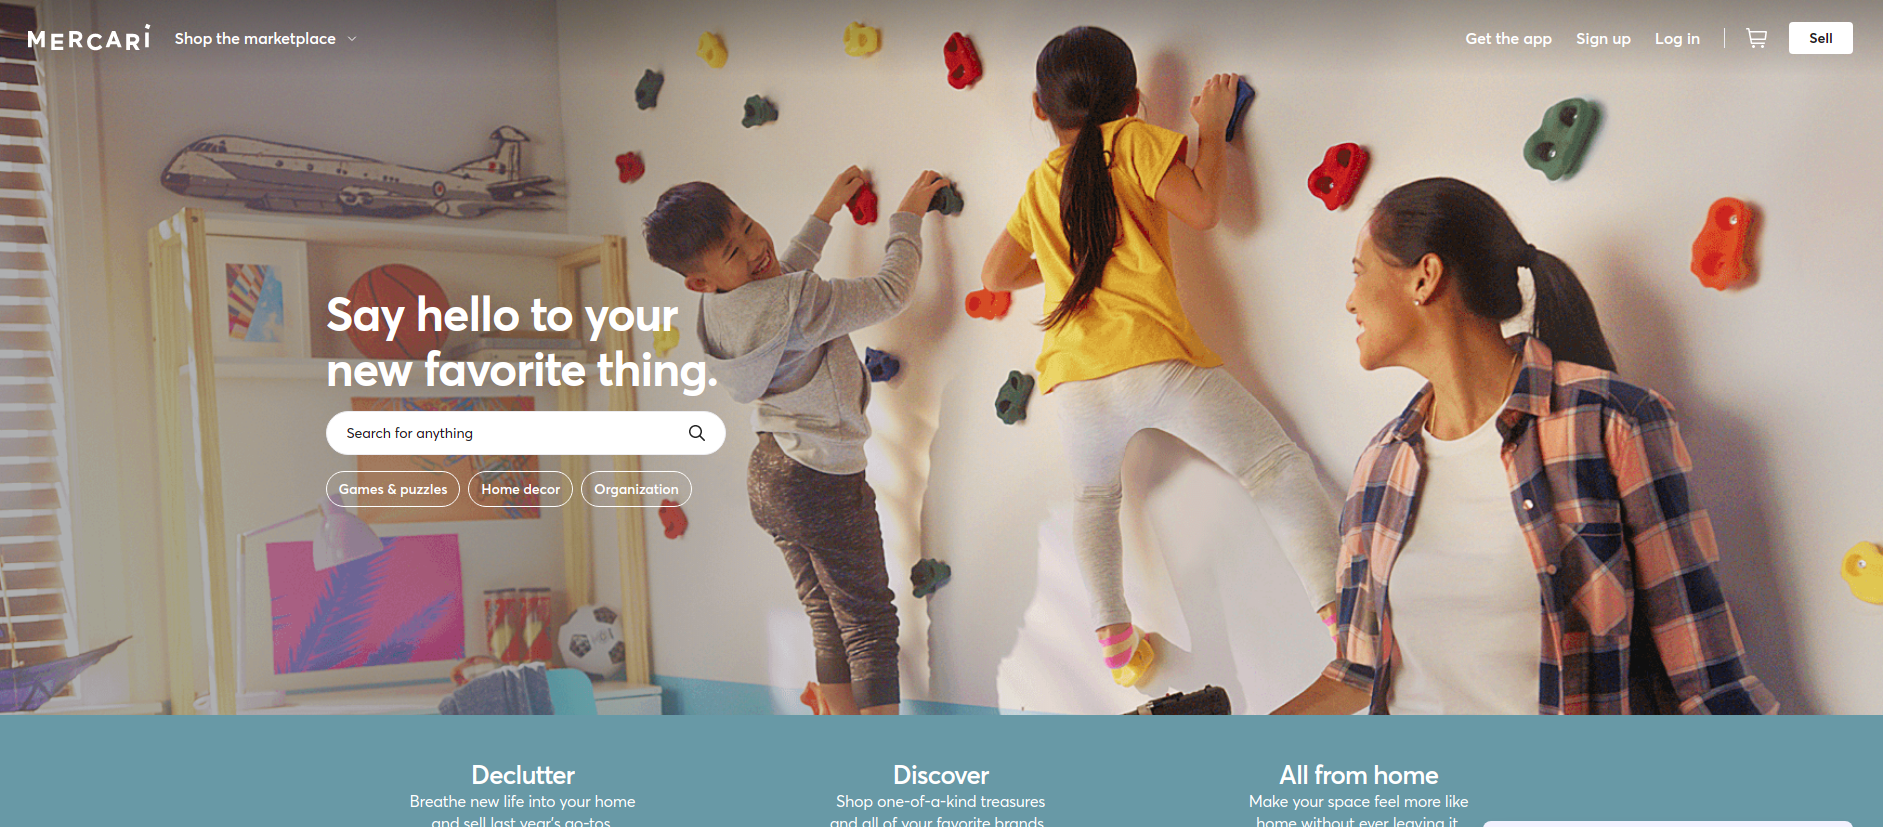 MERCARI
Shop the marketplace
Get the app
Sign up
Log in
Sell
Say hello to your
new favorite thing.
Search for anything
Games & puzzles
Home decor
Organization
Declutter
Breathe new life into your home
and sell last year's go-tos.
Discover
Shop one-of-a-kind treasures
and all of your favorite brands.
All from home
Make your space feel more like
home without ever leaving it.